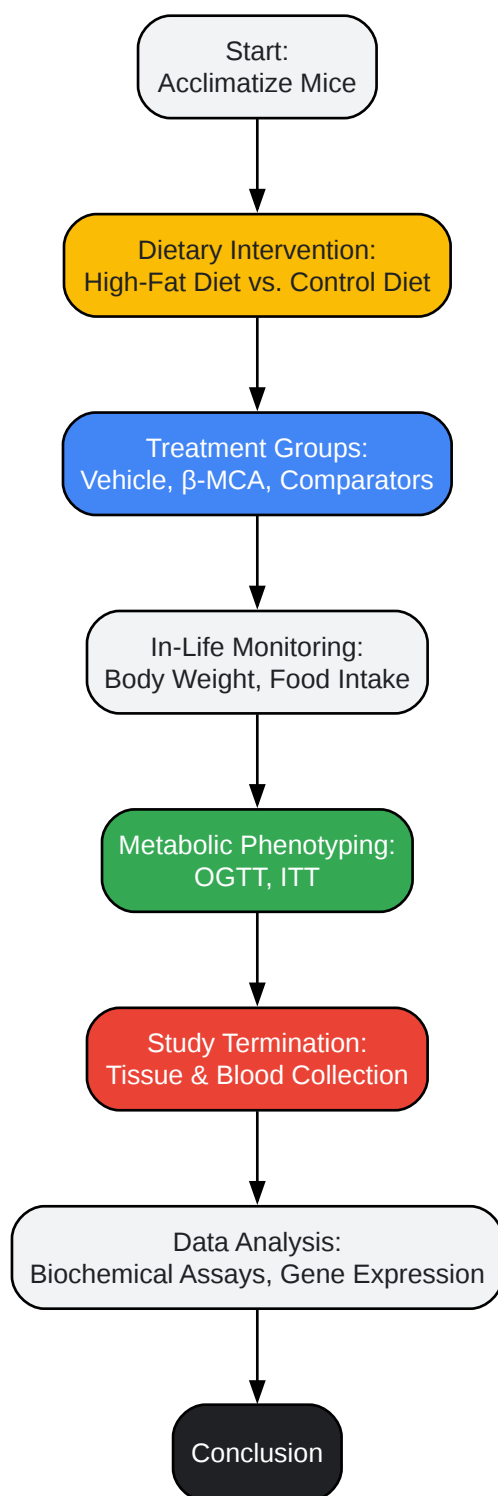 Start:
Acclimatize Mice
Dietary Intervention:
High-Fat Diet vs. Control Diet
Treatment Groups:
Vehicle, β-MCA, Comparators
In-Life Monitoring:
Body Weight, Food Intake
Metabolic Phenotyping:
OGTT, ITT
Study Termination:
Tissue & Blood Collection
Data Analysis:
Biochemical Assays, Gene Expression
Conclusion